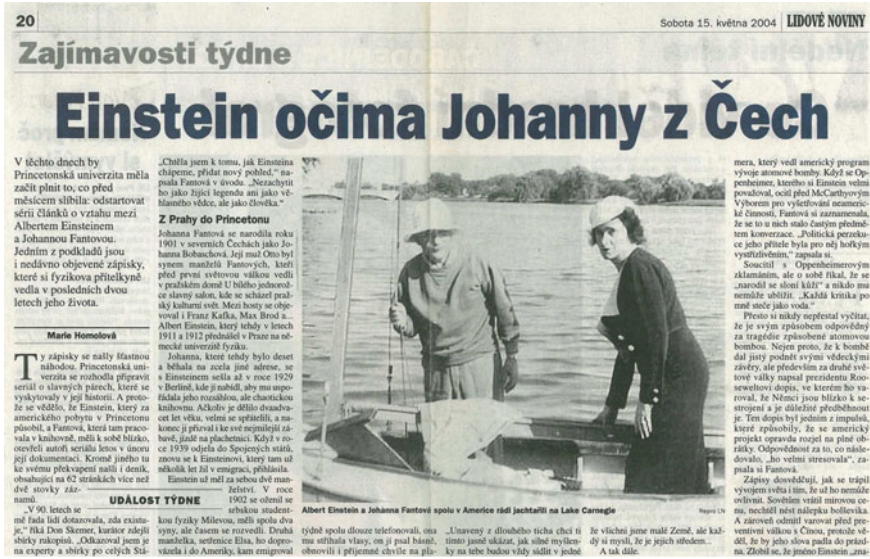 20
Sobota 15. května 2004 LIDOVÉ NOVINY
Zajímavosti týdne
Einstein očima Johanny z Čech
V těchto dnech by
Princetonská univerzita měla
začít plnit to, co před
měsícem slíbila: odstartovat
sérii článků o vztahu mezi
Albertem Einsteinem
a Johannou Fantovou.
Jedním z podkladů jsou
i nedávno objevené zápisky,
které si fyzikova přítelkyně
vedla v posledních dvou
letech jeho života.
Marie Homolová
Ty zápisky se našly šťastnou
náhodou. Princetonská uni-
verzita se rozhodla připravit
seriál o slavných párech, které se
vyskytovaly v její historii. A proto-
že se vědělo, že Einstein, který za
amerického pobytu v Princetonu
působil, a Fantová, která tam praco-
vala v knihovně, měli k sobě blízko,
otevřeli autoři seriálu letos v únoru
její dokumentaci. Kromě jiného tu
ke svému překvapení našli i deník,
obsahující na 62 stránkách více než
dvě stovky záz-
namů.
„V 90. letech se
mě řada lidí dotazovala, zda existu-
je,“ říká Don Skemer, kurátor zdejší
sbírky rukopisů. „Odkazoval jsem je
na experty a sbírky po celých Stá-
UDÁLOST TÝDNE
„Chtěla jsem k tomu, jak Einsteina
chápeme, přidat nový pohled,“ na-
psala Fantová v úvodu. „Nezachytit
ho jako žijící legendu ani jako vě-
hlasného vědce, ale jako člověka.“
Z Prahy do Princetonu
Johanna Fantová se narodila roku
1901 v severních Čechách jako Jo-
hanna Bobaschová. Její muž Otto byl
synem manželů Fantových, kteří
před první světovou válkou vedli
v pražském domě U bílého jednorož-
ce slavný salon, kde se scházel praž-
ský kulturní svět. Mezi hosty se obje-
voval i Franz Kafka, Max Brod a...
Albert Einstein, který tehdy v letech
1911 a 1912 přednášel v Praze na ně-
mecké univerzitě fyziku.
Johanna, které tehdy bylo deset
a běhala na zcela jiné adrese, se
s Einsteinem sešla až v roce 1929
v Berlíně, kde jí nabídl, aby mu uspo-
řádala jeho rozsáhlou, ale chaotickou
knihovnu. Ačkoliv je dělilo dvaadva-
cet let věku, velmi se spřátelili, a na-
konec ji přizval i ke své nejmilejší zá-
bavě, jízdě na plachetnici. Když v ro-
ce 1939 odjela do Spojených států,
znovu se k Einsteinovi, který tam už
několik let žil v emigraci, přihlásila.
Einstein už měl za sebou dvě man-
želství. V roce
1902 se oženil se
srbskou student-
kou fyziky Milevou, měli spolu dva
syny, ale časem se rozvedli. Druhá
manželka, sestřenice Elsa, ho dopro-
vázela i do Ameriky, kam emigroval
Albert Einstein a Johanna Fantová spolu v Americe rádi jachtařili na Lake Carnegie
Repro LN
týdně spolu dlouze telefonovali, ona
mu stříhala vlasy, on jí psal básně,
obnovili i příjemné chvíle na pla-
„Unavený z dlouhého ticha chci ti
tímto jasně ukázat, jak silné myšlen-
ky na tebe budou vždy sídlit v jedné
že všichni jsme malé Země, ale kaž-
dý si myslí, že je jejich středem...
A tak dále.
mera, který vedl americký program
vývoje atomové bomby. Když se Op-
penheimer, kterého si Einstein velmi
považoval, ocitl před McCarthyovým
Výborem pro vyšetřování neameric-
ké činnosti, Fantová si zaznamenala,
že se to u nich stalo častým předmě-
tem konverzace. „Politická perzeku-
ce jeho přítele byla pro něj hořkým
vystřízlivěním,“ zapsala si.
Soucítil s Oppenheimerovým
zklamáním, ale o sobě říkal, že se
„narodil se sloní kůží“ a nikdo mu
nemůže ublížit. „Každá kritika po
mně steče jako voda.“
Přesto si nikdy nepřestal vyčítat,
že je svým způsobem odpovědný
za tragédie způsobené atomovou
bombou. Nejen proto, že k bombě
dal jistý podnět svými vědeckými
závěry, ale především za druhé svě-
tové války napsal prezidentu Roo-
seveltovi dopis, ve kterém ho va-
roval, že Němci jsou blízko k se-
strojení a je důležité předběhnout
je. Ten dopis byl jedním z impulsů,
které způsobily, že se americký
projekt opravdu rozjel na plné ob-
rátky. Odpovědnost za to, co násle-
dovalo, „ho velmi stresovala“, za-
psala si Fantová.
Zápisy dosvědčují, jak se trápil
vývojem světa i tím, že už ho nemůže
ovlivnit. Sovětům vrátil mírovou ce-
nu, nechtěl nést nálepku bolševika.
A zároveň odmítl varovat před pre-
ventivní válkou s Čínou, protože vě-
děl, že by jeho slova padla do prázd-
na. Zlobil se, že jméno Einstein „zna-